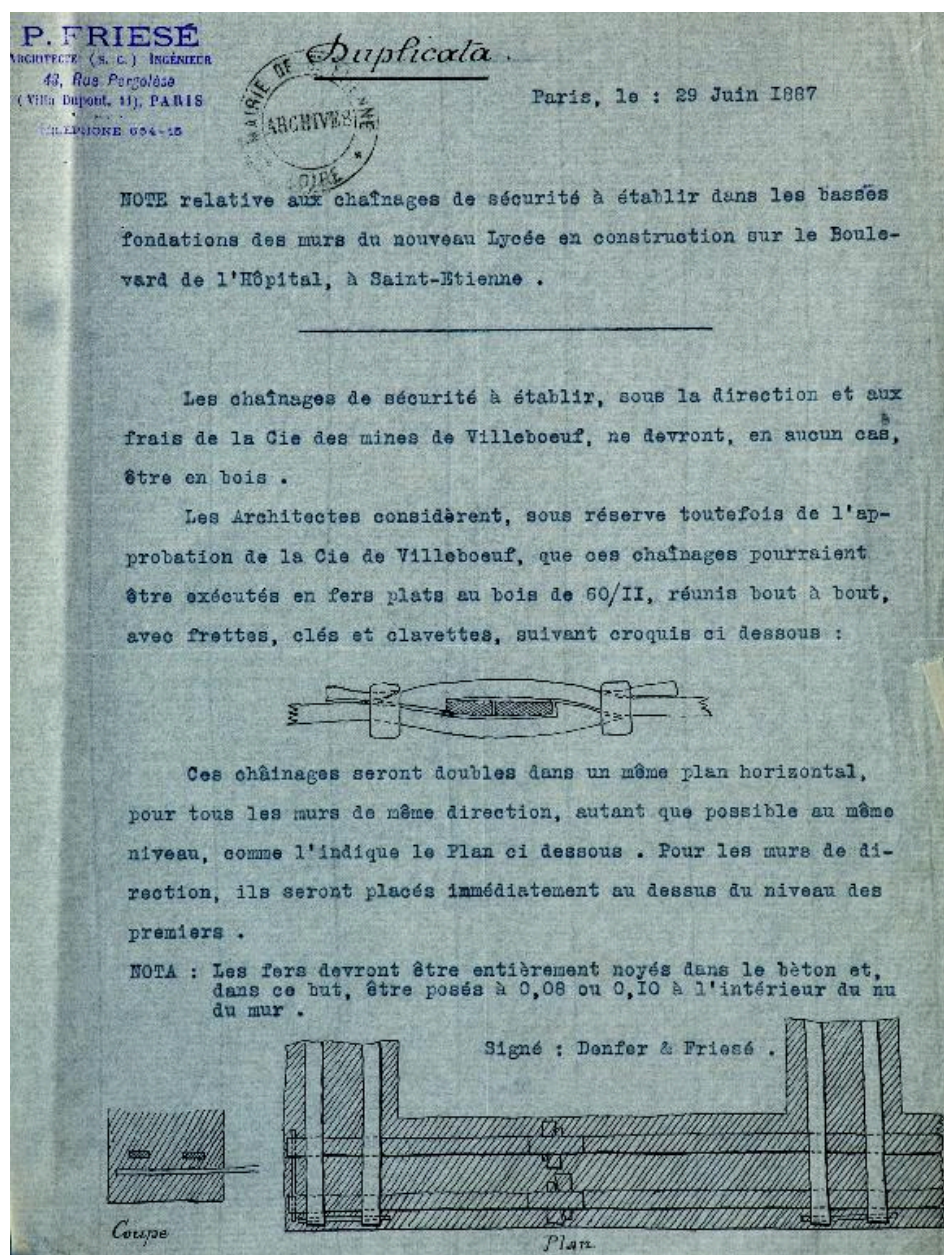 P. FRIESÉ
ARCHITECTE (S. C.) INGÉNIEUR
43, Rue Pergolèse
(Villa Dupont, 11), PARIS
TÉLÉPHONE 654-15
Duplicata.
MAIRIE DE
ARCHIVES
LOIRE
Paris, le : 29 Juin I887
NOTE relative aux chaînages de sécurité à établir dans les basses
fondations des murs du nouveau Lycée en construction sur le Boule-
vard de l'Hôpital, à Saint-Etienne .
Les chaînages de sécurité à établir, sous la direction et aux
frais de la Cie des mines de Villeboeuf, ne devront, en aucun cas,
être en bois .
Les Architectes considèrent, sous réserve toutefois de l'ap-
probation de la Cie de Villeboeuf, que ces chaînages pourraient
être exécutés en fers plats au bois de 60/II, réunis bout à bout,
avec frettes, clés et clavettes, suivant croquis ci dessous :
Ces châinages seront doubles dans un même plan horizontal,
pour tous les murs de même direction, autant que possible au même
niveau, comme l'indique le Plan ci dessous . Pour les murs de di-
rection, ils seront placés immédiatement au dessus du niveau des
premiers .
NOTA : Les fers devront être entièrement noyés dans le bèton et,
dans ce but, être posés à 0,08 ou 0,I0 à l'intérieur du nu
du mur .
Signé : Denfer & Friesé .
Coupe
Plan